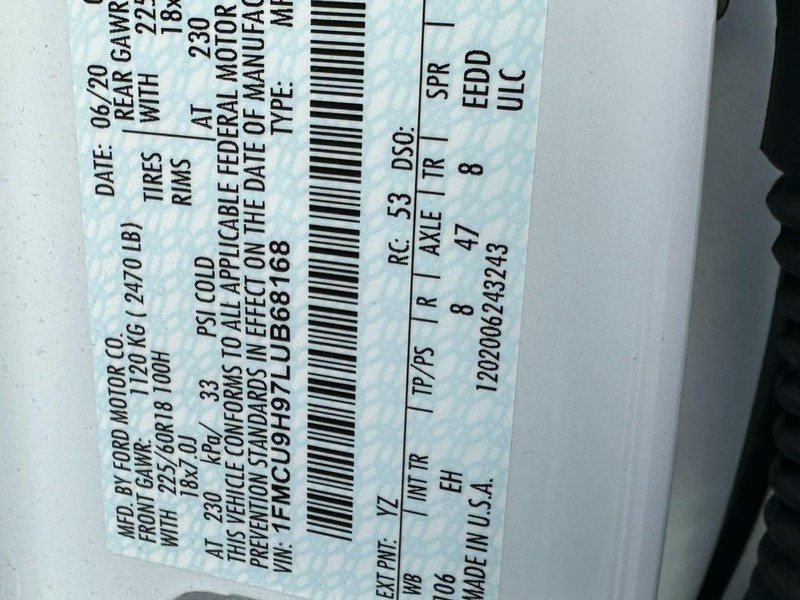 MFD. BY FORD MOTOR CO.
DATE: 06/20
FRONT GAWR: 1120 KG ( 2470 LB)
REAR GAWR
WITH 225/60R18 100H TIRES WITH 225
18x7.0J RIMS 18x
AT 230 kPa/ 33 PSI COLD AT 230
THIS VEHICLE CONFORMS TO ALL APPLICABLE FEDERAL MOTOR
PREVENTION STANDARDS IN EFFECT ON THE DATE OF MANUFAC
VIN: 1FMCU9H97LUB68168 TYPE:
EXT PNT: YZ RC: 53 DSO:
WB INT TR TP/PS R AXLE TR SPR
106 EH 8 47 8 EEDD
MADE IN U.S.A. 1202006243243 ULC